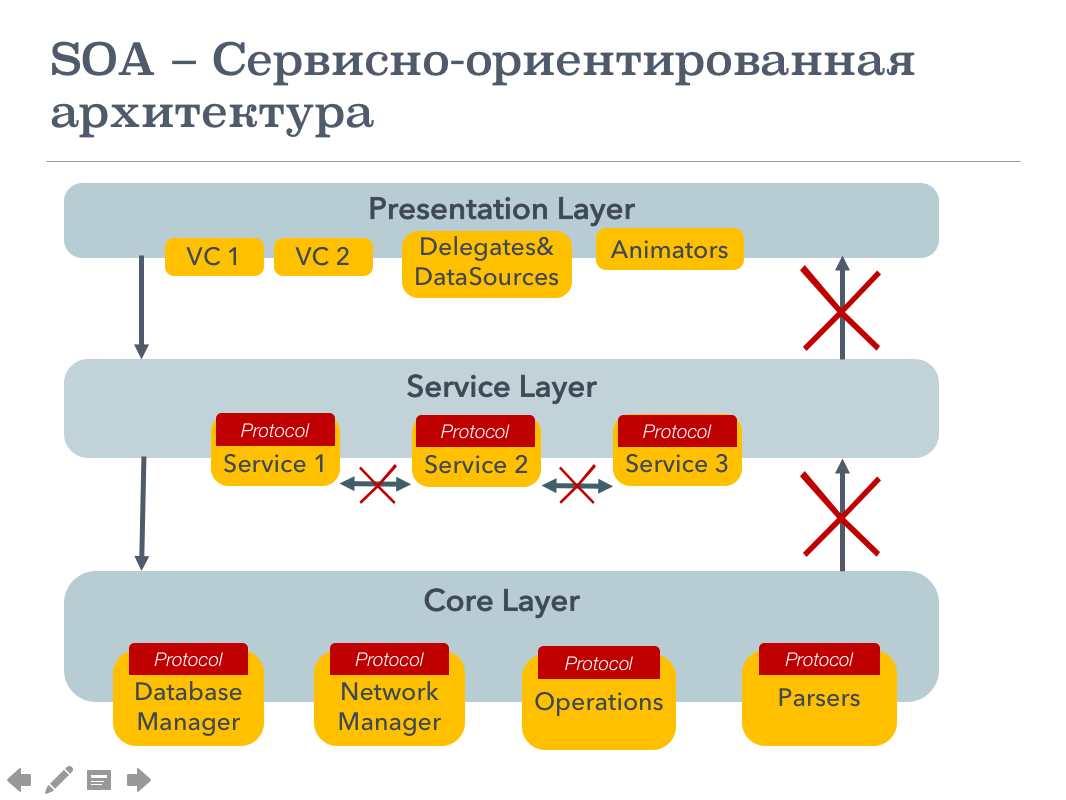 SOA – Сервисно-ориентированная
архитектура
Presentation Layer
VC 1
VC 2
Delegates&
DataSources
Animators
Service Layer
Protocol
Service 1
Protocol
Service 2
Protocol
Service 3
Core Layer
Protocol
Database
Manager
Protocol
Network
Manager
Protocol
Operations
Protocol
Parsers